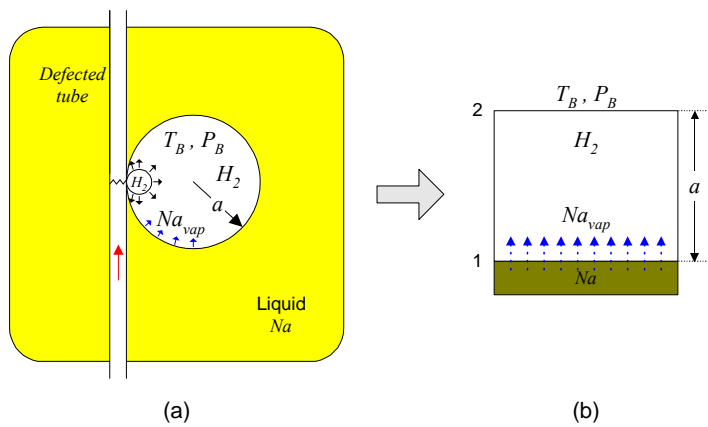 Defected
tube
T_B , P_B
H_2
H_2
a
Na_vap
Liquid
Na
(a)
T_B , P_B
2
H_2
a
Na_vap
1
Na
(b)